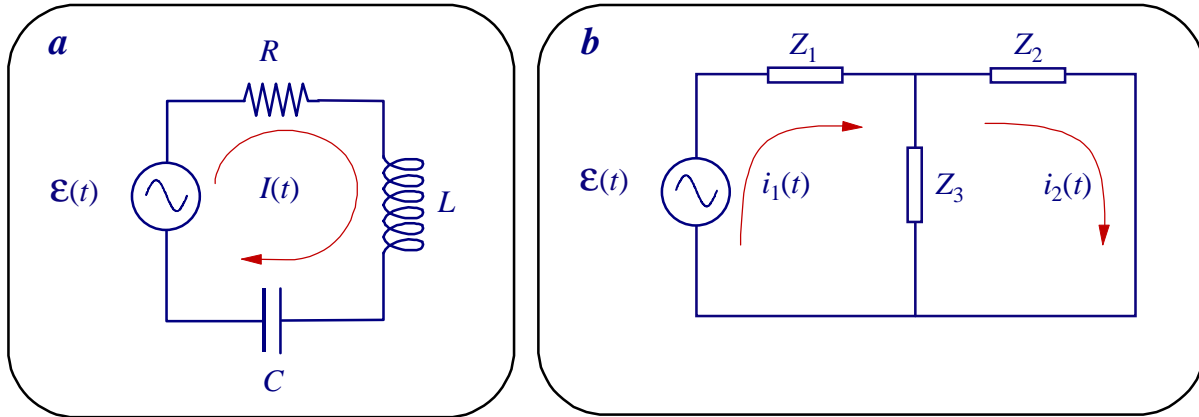 a
R
ε(t)
I(t)
L
C
b
Z₁
Z₂
ε(t)
i₁(t)
Z₃
i₂(t)